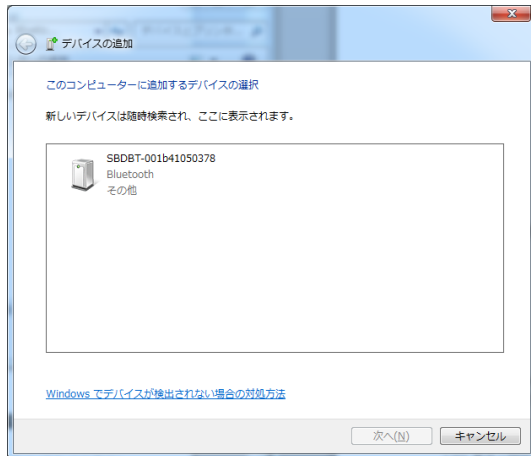 デバイスの追加
このコンピューターに追加するデバイスの選択
新しいデバイスは随時検索され、ここに表示されます。
SBDBT-001b41050378
Bluetooth
その他
Windows でデバイスが検出されない場合の対処方法
次へ(N)
キャンセル